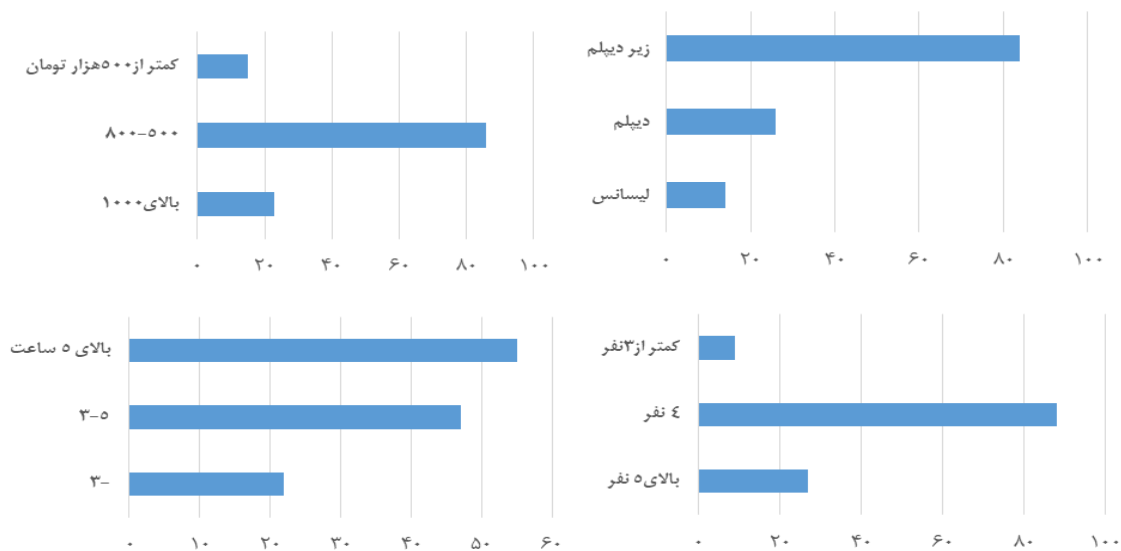 کمتر از۵۰۰هزار تومان
۸۰۰-۵۰۰
بالای۱۰۰۰
۰ ۲۰ ۴۰ ۶۰ ۸۰ ۱۰۰
زیر دیپلم
دیپلم
لیسانس
۰ ۲۰ ۴۰ ۶۰ ۸۰ ۱۰۰
بالای ۵ ساعت
۳-۵
۳-
۰ ۱۰ ۲۰ ۳۰ ۴۰ ۵۰ ۶۰
کمتر از۳نفر
٤ نفر
بالای۵ نفر
۰ ۲۰ ۴۰ ۶۰ ۸۰ ۱۰۰